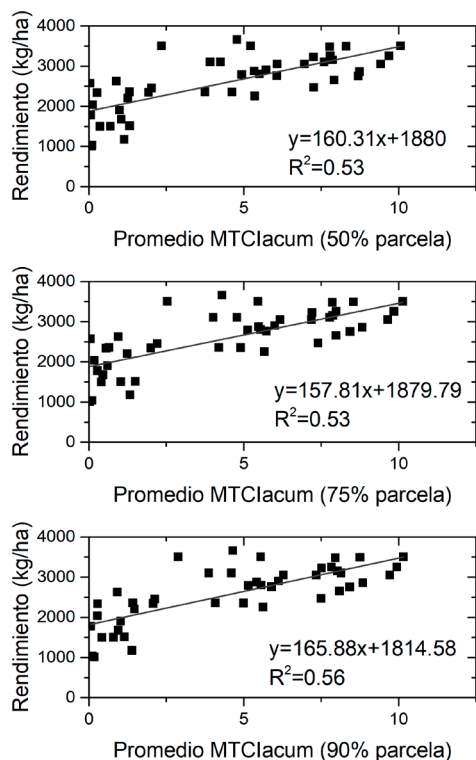 4000
3000
2000
1000
0
Rendimiento (kg/ha)
y=160.31x+1880
R²=0.53
0 5 10
Promedio MTCIacum (50% parcela)
4000
3000
2000
1000
0
Rendimiento (kg/ha)
y=157.81x+1879.79
R²=0.53
0 5 10
Promedio MTCIacum (75% parcela)
4000
3000
2000
1000
0
Rendimiento (kg/ha)
y=165.88x+1814.58
R²=0.56
0 5 10
Promedio MTCIacum (90% parcela)